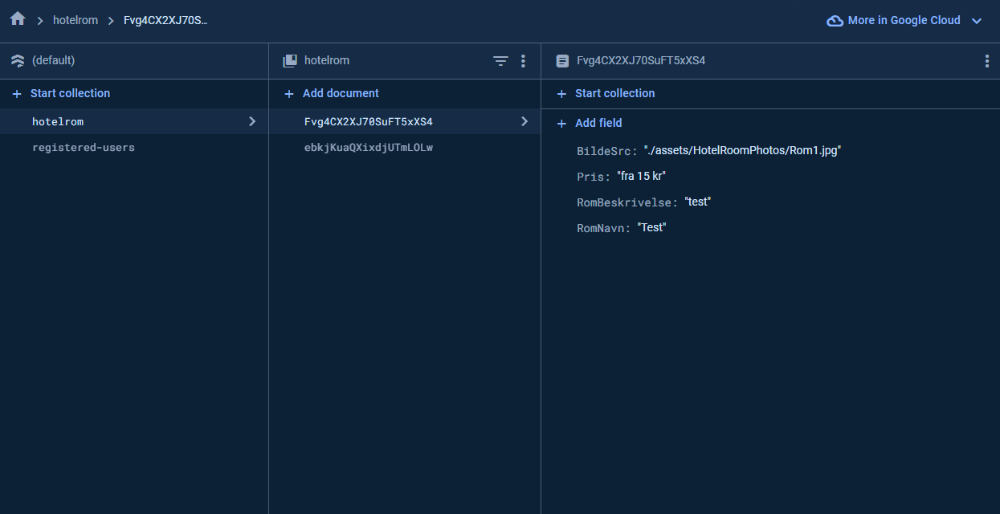 hotelrom
Fvg4CX2XJ70S...
More in Google Cloud
(default)
Start collection
hotelrom
registered-users
hotelrom
Add document
Fvg4CX2XJ70SuFT5xXS4
ebkjKuaQXixdjUTmLOLw
Fvg4CX2XJ70SuFT5xXS4
Start collection
Add field
BildeSrc: "./assets/HotelRoomPhotos/Rom1.jpg"
Pris: "fra 15 kr"
RomBeskrivelse: "test"
RomNavn: "Test"